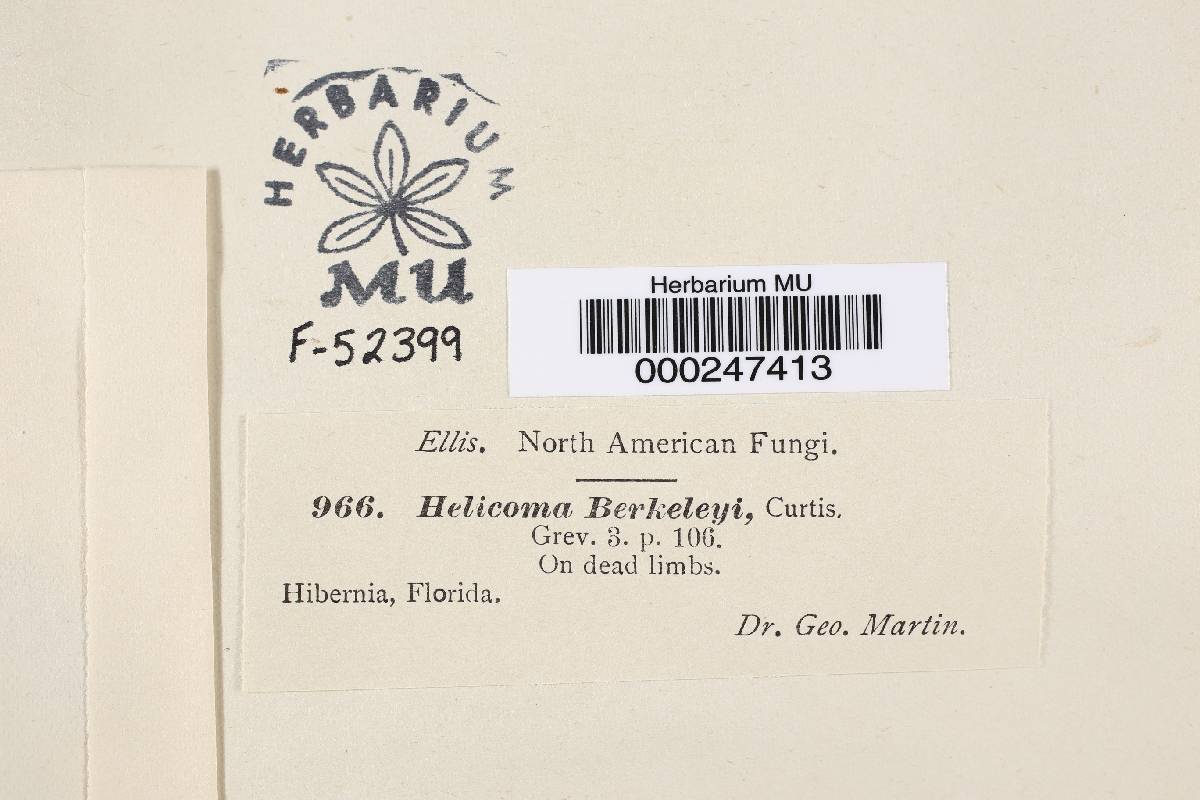 HERBARIUM
MU
F-52399
Herbarium MU
000247413
Ellis. North American Fungi.
966. Helicoma Berkeleyi, Curtis.
Grev. 3. p. 106.
On dead limbs.
Hibernia, Florida.
Dr. Geo. Martin.